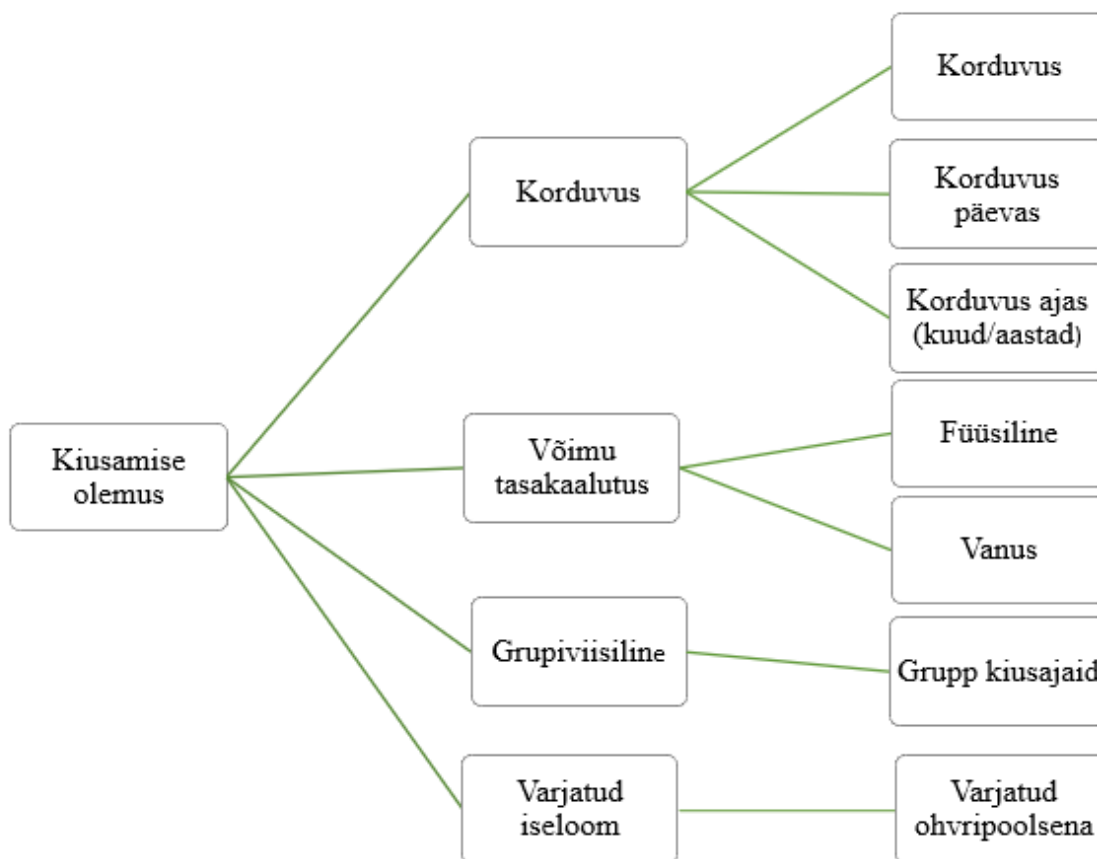 Kiusamise
olemus
Korduvus
Võimu
tasakaalutus
Grupiviisiline
Varjatud
iseloom
Korduvus
Korduvus
päevas
Korduvus ajas
(kuud/aastad)
Füüsiline
Vanus
Grupp kiusajaid
Varjatud
ohvripoolsena